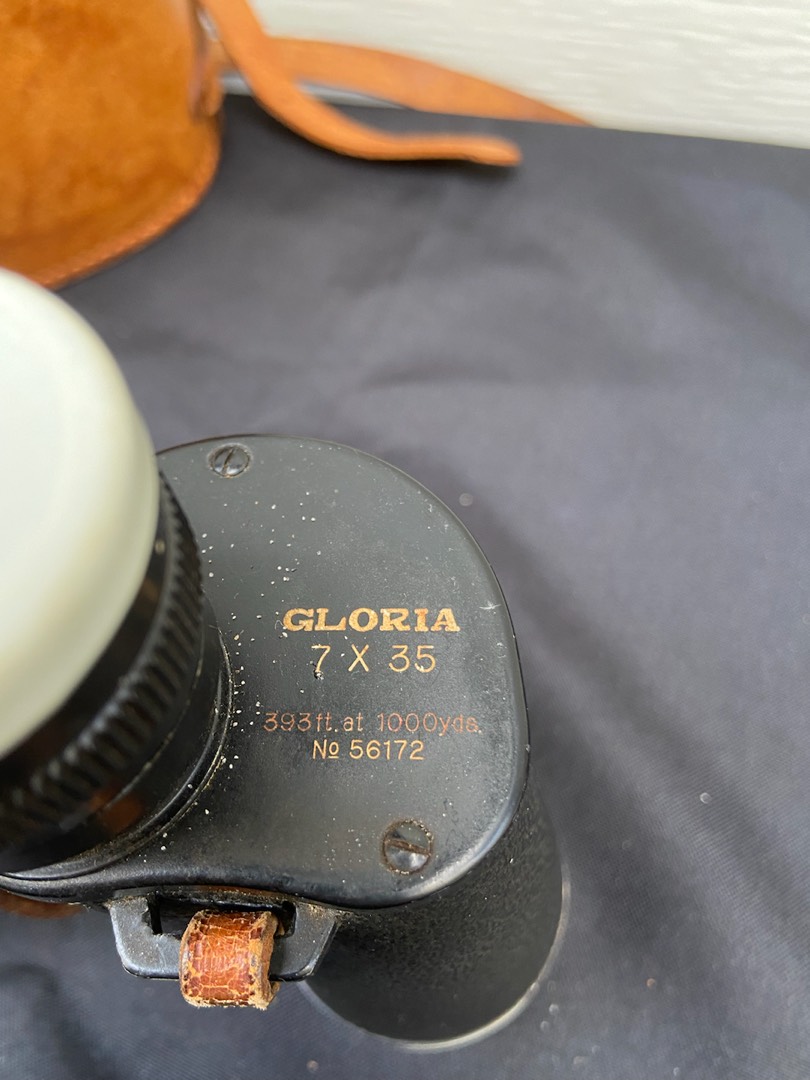 GLORIA
7 X 35
393ft.at 1000yds.
№ 56172